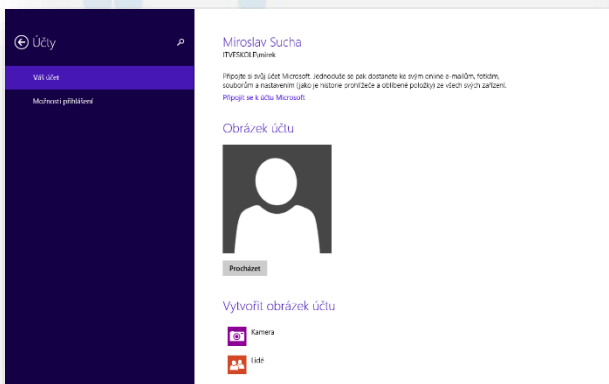 Účty
Váš účet
Možnosti přihlášení
Miroslav Sucha
ITVESKOLE\mirek
Připojte si svůj účet Microsoft. Jednoduše se pak dostanete ke svým online e-mailům, fotkám,
souborům a nastavením (jako je historie prohlížeče a oblíbené položky) ze všech svých zařízení.
Připojit se k účtu Microsoft
Obrázek účtu
Procházet
Vytvořit obrázek účtu
Kamera
Lidé